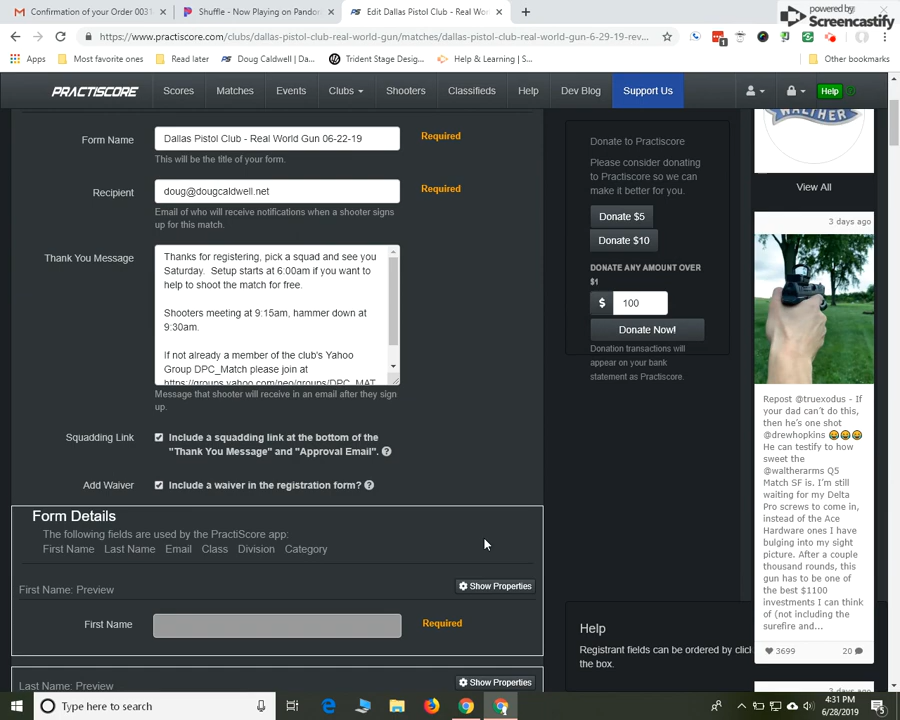 Confirmation of your Order 0031
Shuffle - Now Playing on Pandor
Edit Dallas Pistol Club - Real Wo
powered by:
Screencastify
https://www.practiscore.com/clubs/dallas-pistol-club-real-world-gun/matches/dallas-pistol-club-real-world-gun-6-29-19-rev...
Apps
Most favorite ones
Read later
Doug Caldwell | Da...
Trident Stage Desig...
Help & Learning | S...
Other bookmarks
PRACTISCORE
Scores
Matches
Events
Clubs
Shooters
Classifieds
Help
Dev Blog
Support Us
Help
Form Name
Dallas Pistol Club - Real World Gun 06-22-19
Required
This will be the title of your form.
Recipient
doug@dougcaldwell.net
Required
Email of who will receive notifications when a shooter signs
up for this match.
Thank You Message
Thanks for registering, pick a squad and see you
Saturday. Setup starts at 6:00am if you want to
help to shoot the match for free.
Shooters meeting at 9:15am, hammer down at
9:30am.
If not already a member of the club's Yahoo
Group DPC_Match please join at
https://groups.yahoo.com/neo/groups/DPC_MAT
Message that shooter will receive in an email after they sign
up.
Squadding Link
Include a squadding link at the bottom of the
"Thank You Message" and "Approval Email".
Add Waiver
Include a waiver in the registration form?
Form Details
The following fields are used by the PractiScore app:
First Name Last Name Email Class Division Category
First Name: Preview
Show Properties
First Name
Required
Last Name: Preview
Show Properties
Donate to Practiscore
Please consider donating
to Practiscore so we can
make it better for you.
Donate $5
Donate $10
DONATE ANY AMOUNT OVER
$1
$ 100
Donate Now!
Donation transactions will
appear on your bank
statement as Practiscore.
Help
Registrant fields can be ordered by clicl
the box.
WALTHER
View All
3 days ago
Repost @truexodus - If
your dad can't do this,
then he's one shot
@drewhopkins 😄😄😄
He can testify to how
sweet the
@waltherarms Q5
Match SF is. I'm still
waiting for my Delta
Pro screws to come in,
instead of the Ace
Hardware ones I have
bulging into my sight
picture. After a couple
thousand rounds, this
gun has to be one of
the best $1100
investments I can think
of (not including the
surefire and...
3699
20
3 days ago
Type here to search
4:31 PM
6/28/2019
5